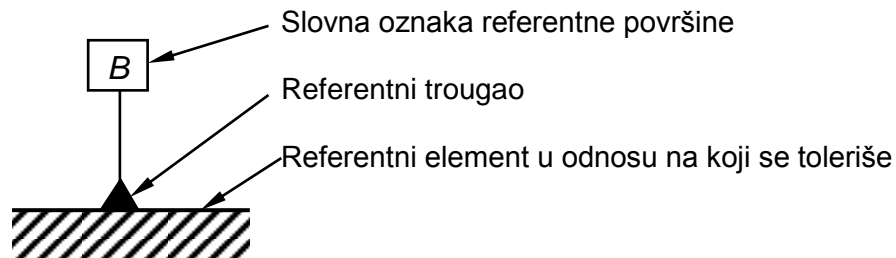 Slovna oznaka referentne površine
B
Referentni trougao
Referentni element u odnosu na koji se toleriše